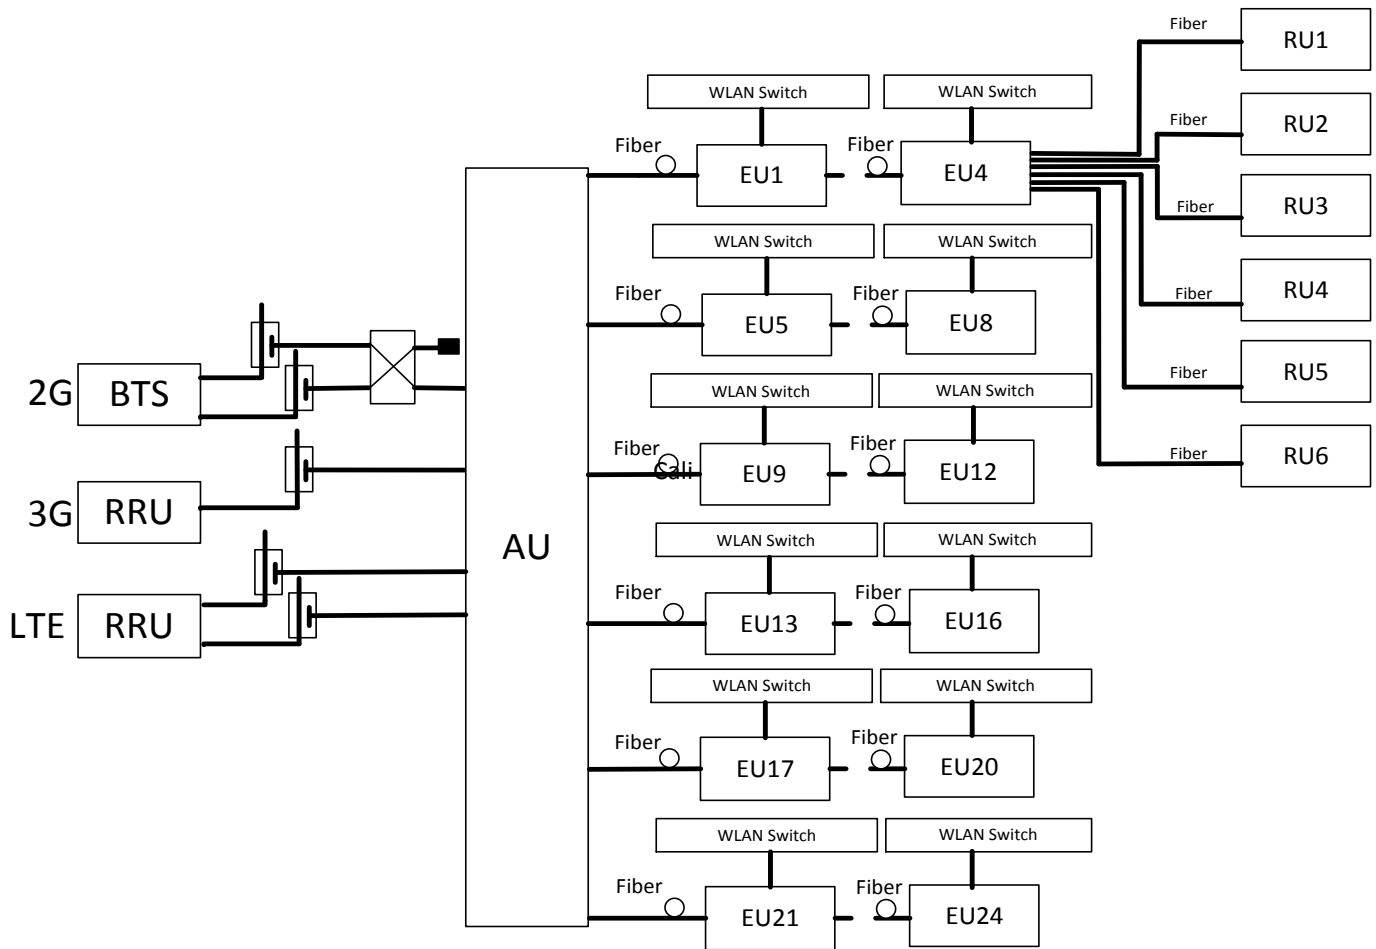 Fiber
RU1
WLAN Switch
WLAN Switch
Fiber
RU2
Fiber
Fiber
EU1
EU4
Fiber
RU3
WLAN Switch
WLAN Switch
Fiber
Fiber
Fiber
RU4
EU5
EU8
2G
BTS
Fiber
RU5
WLAN Switch
WLAN Switch
Fiber
Fiber
Cali
EU9
EU12
Fiber
RU6
3G
RRU
AU
WLAN Switch
WLAN Switch
Fiber
Fiber
LTE
RRU
EU13
EU16
WLAN Switch
WLAN Switch
Fiber
Fiber
EU17
EU20
WLAN Switch
WLAN Switch
Fiber
Fiber
EU21
EU24